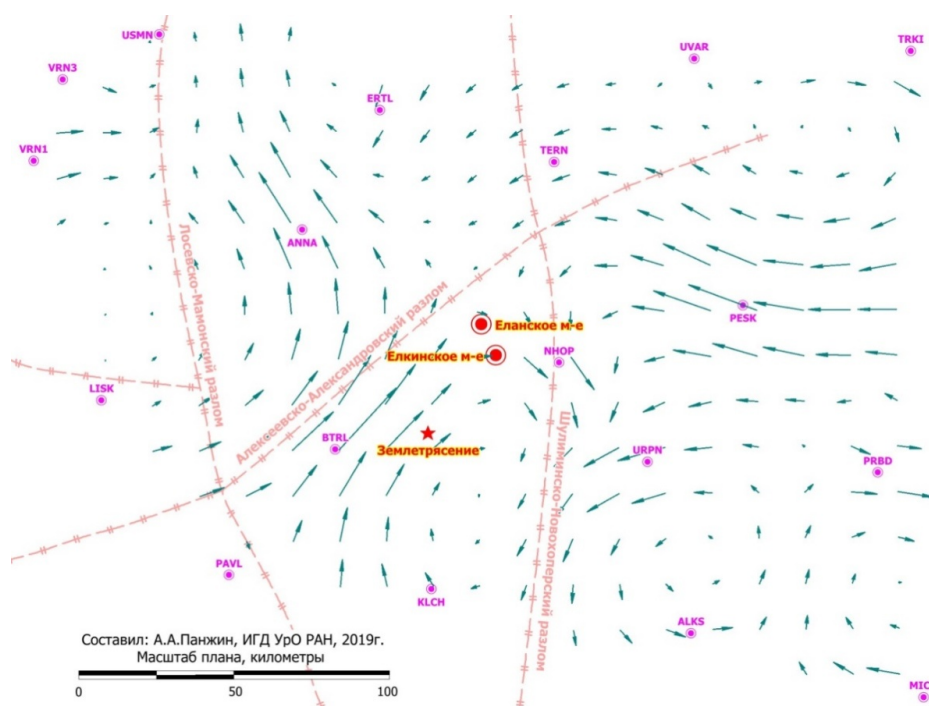 USMN
TRKI
UVAR
VRN3
ERTL
VRN1
TERN
ANNA
Лосевско-Мамонский разлом
Алексеевско-Александровский разлом
PESK
Еланское м-е
Елкинское м-е
NHOP
LISK
Шулининско-Новохоперский разлом
BTRL
Землетрясение
URPN
PRBD
PAVL
KLCH
ALKS
Составил: А.А.Панжин, ИГД УрО РАН, 2019г.
Масштаб плана, километры
0 50 100
MIC